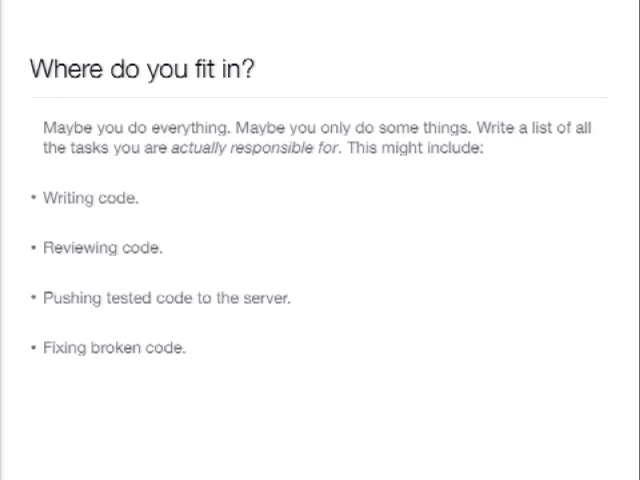 Where do you fit in?
Maybe you do everything. Maybe you only do some things. Write a list of all
the tasks you are actually responsible for. This might include:
• Writing code.
• Reviewing code.
• Pushing tested code to the server.
• Fixing broken code.